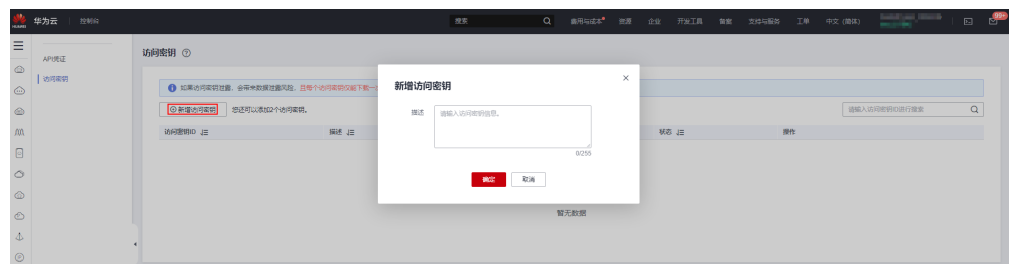 HUAWEI 华为云 控制台 搜索 费用与成本 资源 企业 开发工具 备案 支持与服务 工单 中文 (简体) 99+
API凭证
访问密钥
访问密钥
如果访问密钥泄露，会带来数据泄露风险，且每个访问密钥仅能下载一
新增访问密钥 您还可以添加2个访问密钥。 请输入访问密钥ID进行搜索
访问密钥ID 描述 状态 操作
新增访问密钥
描述 请输入访问密钥信息。
0/255
确定 取消
暂无数据